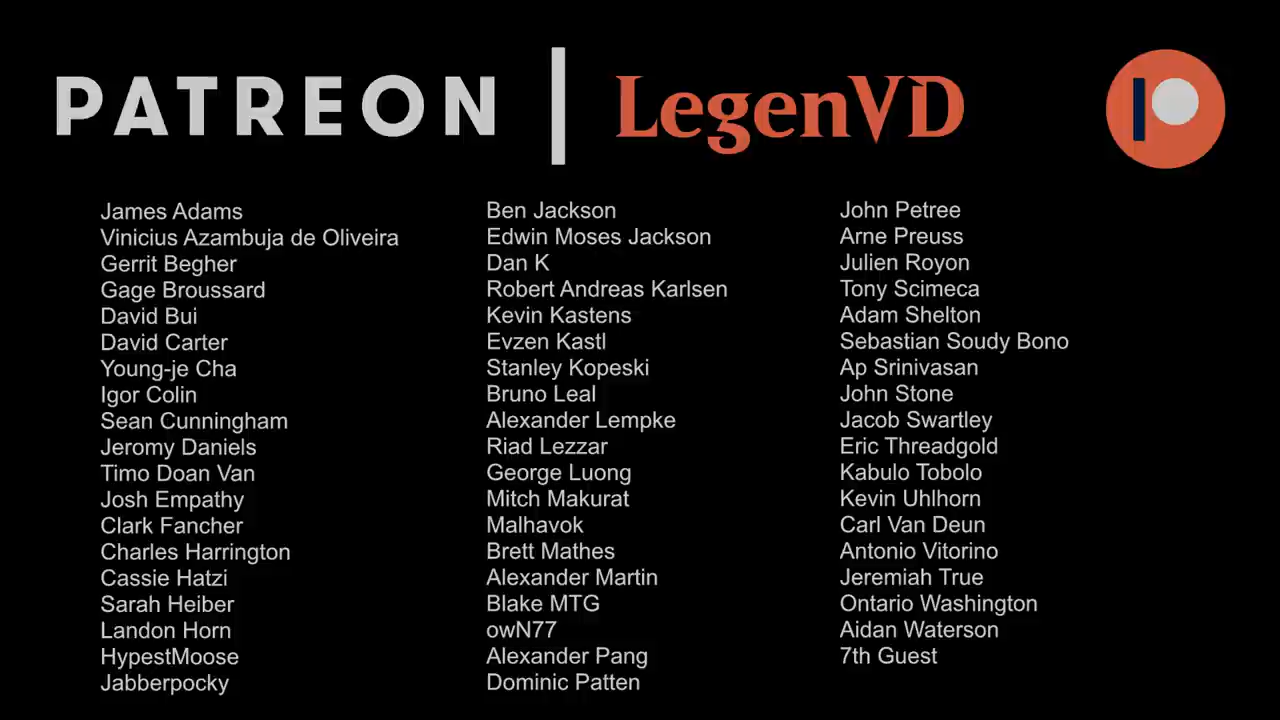 PATREON | LegenVD
James Adams
Vinicius Azambuja de Oliveira
Gerrit Begher
Gage Broussard
David Bui
David Carter
Young-je Cha
Igor Colin
Sean Cunningham
Jeromy Daniels
Timo Doan Van
Josh Empathy
Clark Fancher
Charles Harrington
Cassie Hatzi
Sarah Heiber
Landon Horn
HypestMoose
Jabberpocky
Ben Jackson
Edwin Moses Jackson
Dan K
Robert Andreas Karlsen
Kevin Kastens
Evzen Kastl
Stanley Kopeski
Bruno Leal
Alexander Lempke
Riad Lezzar
George Luong
Mitch Makurat
Malhavok
Brett Mathes
Alexander Martin
Blake MTG
owN77
Alexander Pang
Dominic Patten
John Petree
Arne Preuss
Julien Royon
Tony Scimeca
Adam Shelton
Sebastian Soudy Bono
Ap Srinivasan
John Stone
Jacob Swartley
Eric Threadgold
Kabulo Tobolo
Kevin Uhlhorn
Carl Van Deun
Antonio Vitorino
Jeremiah True
Ontario Washington
Aidan Waterson
7th Guest